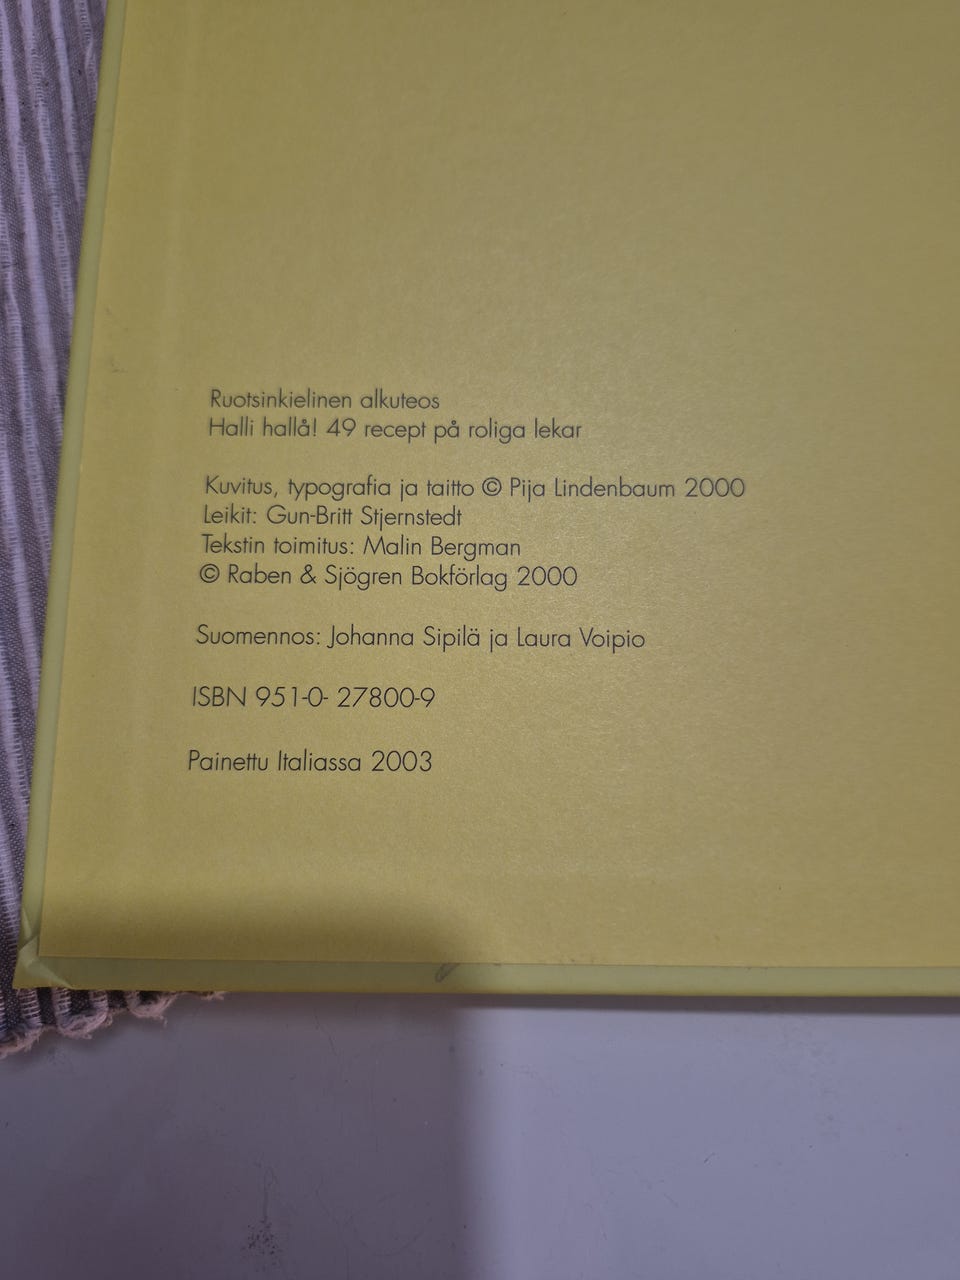 Ruotsinkielinen alkuteos
Halli hallå! 49 recept på roliga lekar
Kuvitus, typografia ja taitto © Pija Lindenbaum 2000
Leikit: Gun-Britt Stjernstedt
Tekstin toimitus: Malin Bergman
© Raben & Sjögren Bokförlag 2000
Suomennos: Johanna Sipilä ja Laura Voipio
ISBN 951-0- 27800-9
Painettu Italiassa 2003